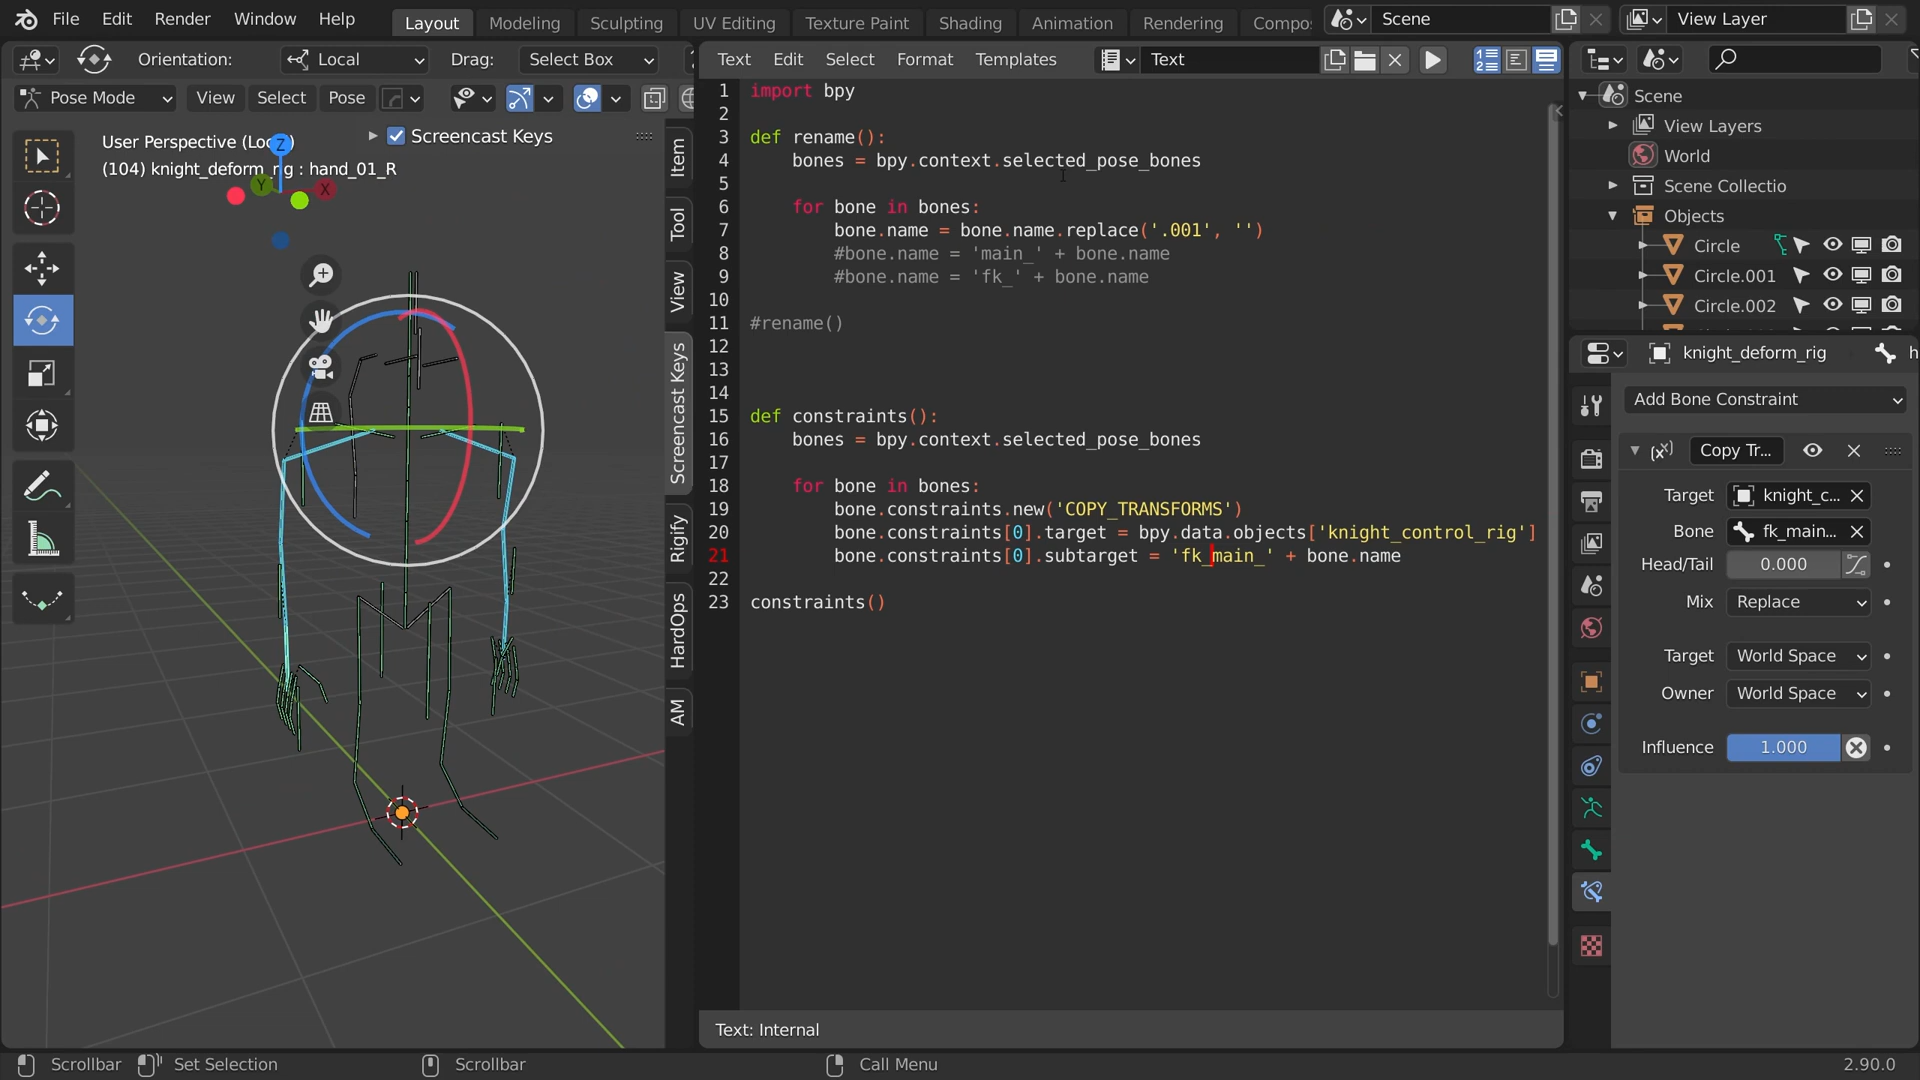 File Edit Render Window Help Layout Modeling Sculpting UV Editing Texture Paint Shading Animation Rendering Compo Scene View Layer
Orientation: Local Drag: Select Box
Text Edit Select Format Templates Text
Pose Mode View Select Pose
User Perspective (Loc
(104) knight_deform_rig : hand_01_R
Screencast Keys
Z
Y
X
Item
Tool
View
Screencast Keys
Rigify
HardOps
AM
1 import bpy
2
3 def rename():
4 bones = bpy.context.selected_pose_bones
5
6 for bone in bones:
7 bone.name = bone.name.replace('.001', '')
8 #bone.name = 'main_' + bone.name
9 #bone.name = 'fk_' + bone.name
10
11 #rename()
12
13
14
15 def constraints():
16 bones = bpy.context.selected_pose_bones
17
18 for bone in bones:
19 bone.constraints.new('COPY_TRANSFORMS')
20 bone.constraints[0].target = bpy.data.objects['knight_control_rig']
21 bone.constraints[0].subtarget = 'fk_main_' + bone.name
22
23 constraints()
Text: Internal
Scene
View Layers
World
Scene Collectio
Objects
Circle
Circle.001
Circle.002
knight_deform_rig h
Add Bone Constraint
Copy Tr...
Target knight_c...
Bone fk_main...
Head/Tail 0.000
Mix Replace
Target World Space
Owner World Space
Influence 1.000
Scrollbar Set Selection Scrollbar Call Menu 2.90.0